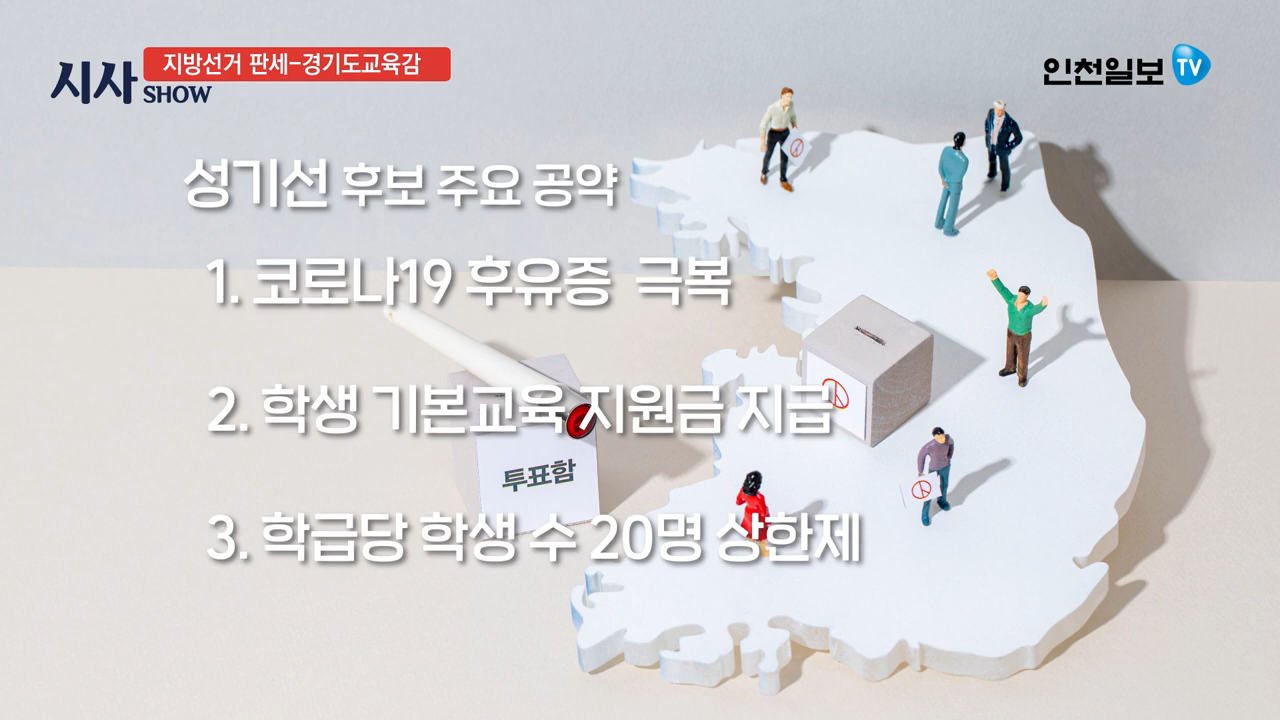 지방선거 판세-경기도교육감
시사
SHOW
인천일보 TV
성기선 후보 주요 공약
1. 코로나19 후유증 극복
2. 학생 기본교육 지원금 지급
투표함
3. 학급당 학생 수 20명 상한제